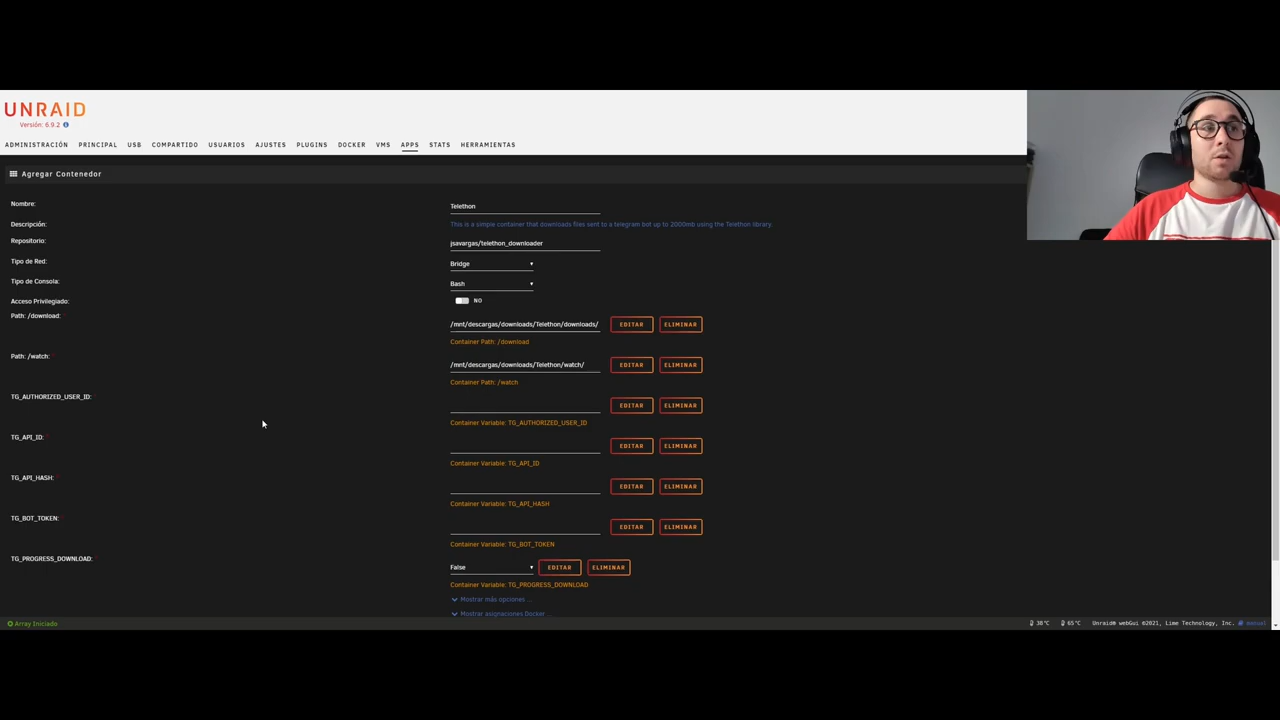 UNRAID
Versión: 6.9.2
ADMINISTRACIÓN PRINCIPAL USB COMPARTIDO USUARIOS AJUSTES PLUGINS DOCKER VMS APPS STATS HERRAMIENTAS
Agregar Contenedor
Nombre: Telethon
Descripción: This is a simple container that downloads files sent to a telegram bot up to 2000mb using the Telethon library.
Repositorio: jsavargas/telethon_downloader
Tipo de Red: Bridge
Tipo de Consola: Bash
Acceso Privilegiado: NO
Path: /download: /mnt/descargas/downloads/Telethon/downloads/ EDITAR ELIMINAR
Container Path: /download
Path: /watch: /mnt/descargas/downloads/Telethon/watch/ EDITAR ELIMINAR
Container Path: /watch
TG_AUTHORIZED_USER_ID: EDITAR ELIMINAR
Container Variable: TG_AUTHORIZED_USER_ID
TG_API_ID: * EDITAR ELIMINAR
Container Variable: TG_API_ID
TG_API_HASH: * EDITAR ELIMINAR
Container Variable: TG_API_HASH
TG_BOT_TOKEN: * EDITAR ELIMINAR
Container Variable: TG_BOT_TOKEN
TG_PROGRESS_DOWNLOAD: * False EDITAR ELIMINAR
Container Variable: TG_PROGRESS_DOWNLOAD
Mostrar más opciones ...
Mostrar asignaciones Docker ...
Array Iniciado 38°C 65°C Unraid® webGui ©2021, Lime Technology, Inc. manual